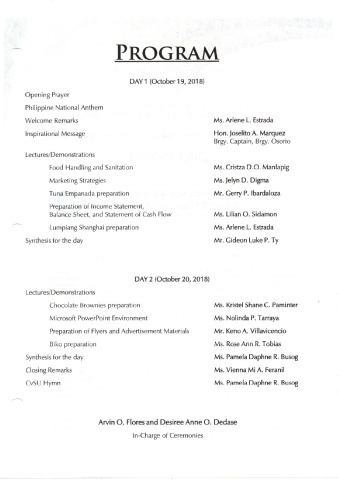 PROGRAM
DAY 1 (October 19, 2018)
Opening Prayer
Philippine National Anthem
Welcome Remarks Ms. Arlene L. Estrada
Inspirational Message Hon. Joselito A. Marquez
Brgy. Captain, Brgy. Osorio
Lectures/Demonstrations
Food Handling and Sanitation Ms. Cristza D.O. Manlapig
Marketing Strategies Ms. Jelyn D. Digma
Tuna Empanada preparation Mr. Gerry P. Ibardaloza
Preparation of Income Statement,
Balance Sheet, and Statement of Cash Flow Ms. Lilian O. Sidamon
Lumpiang Shanghai preparation Ms. Arlene L. Estrada
Synthesis for the day Mr. Gideon Luke P. Ty
DAY 2 (October 20, 2018)
Lectures/Demonstrations
Chocolate Brownies preparation Ms. Kristel Shane C. Paminter
Microsoft PowerPoint Environment Ms. Nolinda P. Tarraya
Preparation of Flyers and Advertisement Materials Mr. Keno A. Villavicencio
Biko preparation Ms. Rose Ann R. Tobias
Synthesis for the day Ms. Pamela Daphne R. Busog
Closing Remarks Ms. Vienna Mi A. Feranil
CvSU Hymn Ms. Pamela Daphne R. Busog
Arvin O. Flores and Desiree Anne O. Dedase
In-Charge of Ceremonies